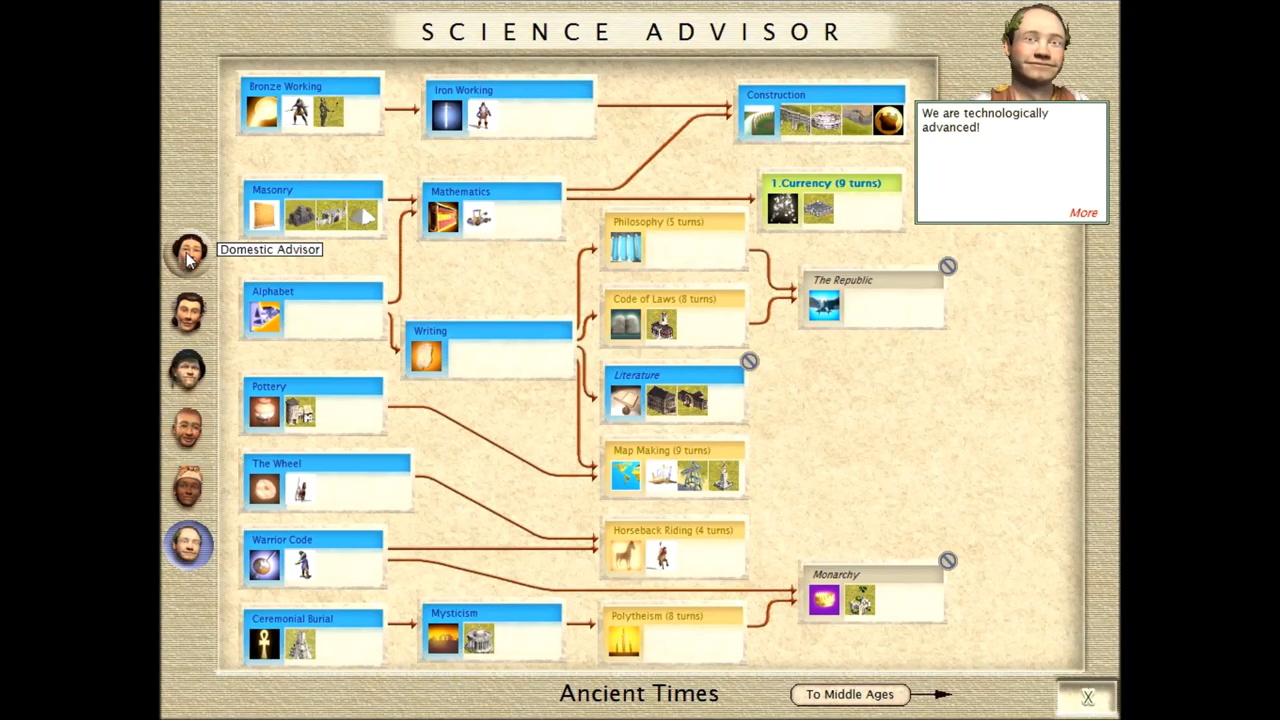 SCIENCE ADVISOR
Bronze Working
Iron Working
Construction
We are technologically
advanced!
More
Masonry
Mathematics
1.Currency (9 turns)
Philosophy (5 turns)
Domestic Advisor
The Republic
Alphabet
Code of Laws (8 turns)
Writing
Literature
Pottery
Map Making (9 turns)
The Wheel
Horseback Riding (4 turns)
Warrior Code
Monarchy
Ceremonial Burial
Mysticism
Polytheism (8 turns)
Ancient Times
To Middle Ages
X